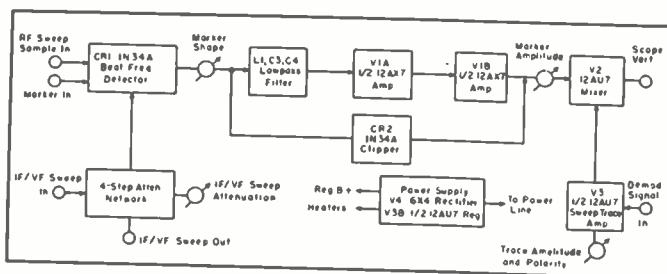 RF Sweep
Sample In
Marker In
CR1 1N34A
Beat Freq
Detector
Marker
Shape
L1, C3, C4
Lowpass
Filter
V1A
1/2 12AX7
Amp
V1B
1/2 12AX7
Amp
Marker
Amplitude
V2
12AU7
Mixer
Scope
Vert
CR2
1N34A
Clipper
IF/VF Sweep
In
4-Step Atten
Network
IF/VF Sweep
Attenuation
IF/VF Sweep Out
Reg B+
Heaters
Power Supply
V4 6X4 Rectifier
V3B 1/2 12AU7 Reg
To Power
Line
V3
1/2 12AU7
Sweep Trace
Amp
Demod
Signal
In
Trace Amplitude
and Polarity